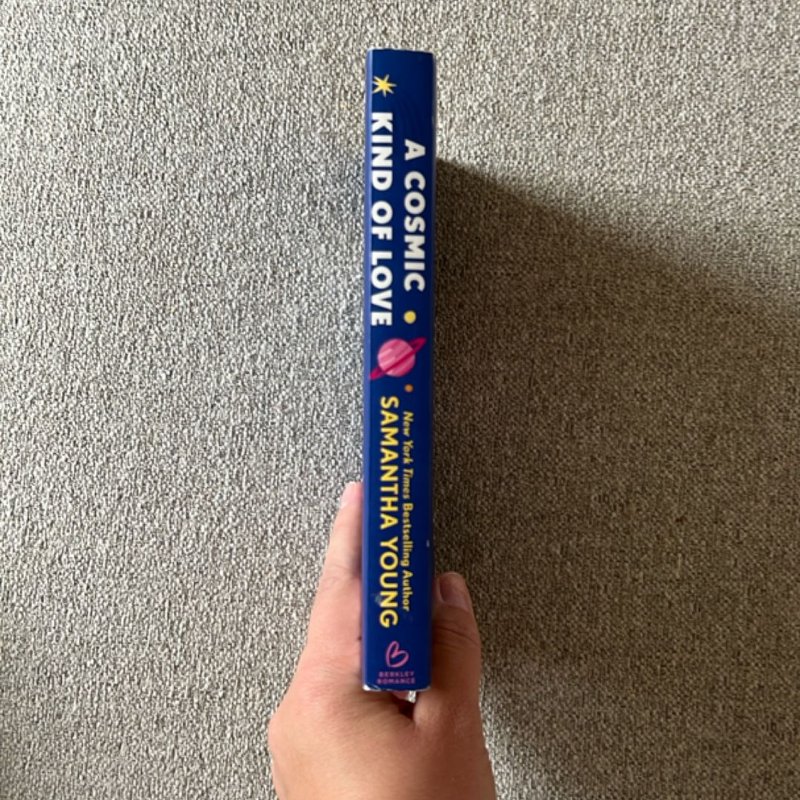 A COSMIC
KIND OF LOVE
New York Times Bestselling Author
SAMANTHA YOUNG
BERKLEY
ROMANCE